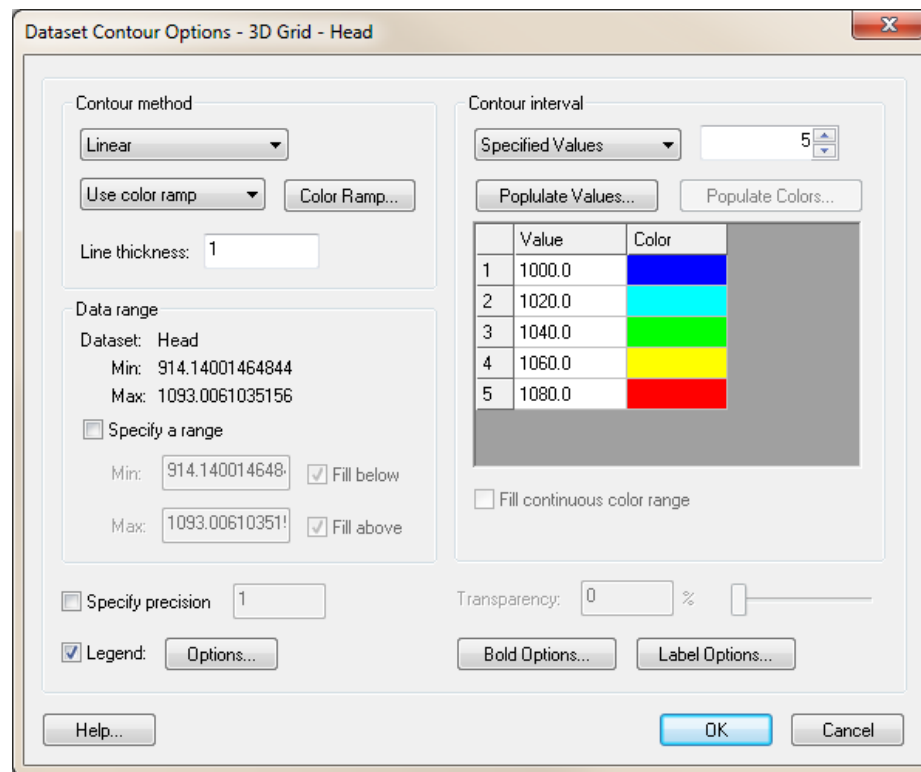 Dataset Contour Options - 3D Grid - Head
Contour method
Linear
Use color ramp
Color Ramp...
Line thickness: 1
Data range
Dataset: Head
Min: 914.14001464844
Max: 1093.0061035156
Specify a range
Min: 914.140014648
Fill below
Max: 1093.0061035
Fill above
Contour interval
Specified Values
5
Poplulate Values...
Populate Colors...
Value Color
1 1000.0
2 1020.0
3 1040.0
4 1060.0
5 1080.0
Fill continuous color range
Specify precision 1
Transparency: 0 %
Legend: Options...
Bold Options...
Label Options...
Help...
OK
Cancel